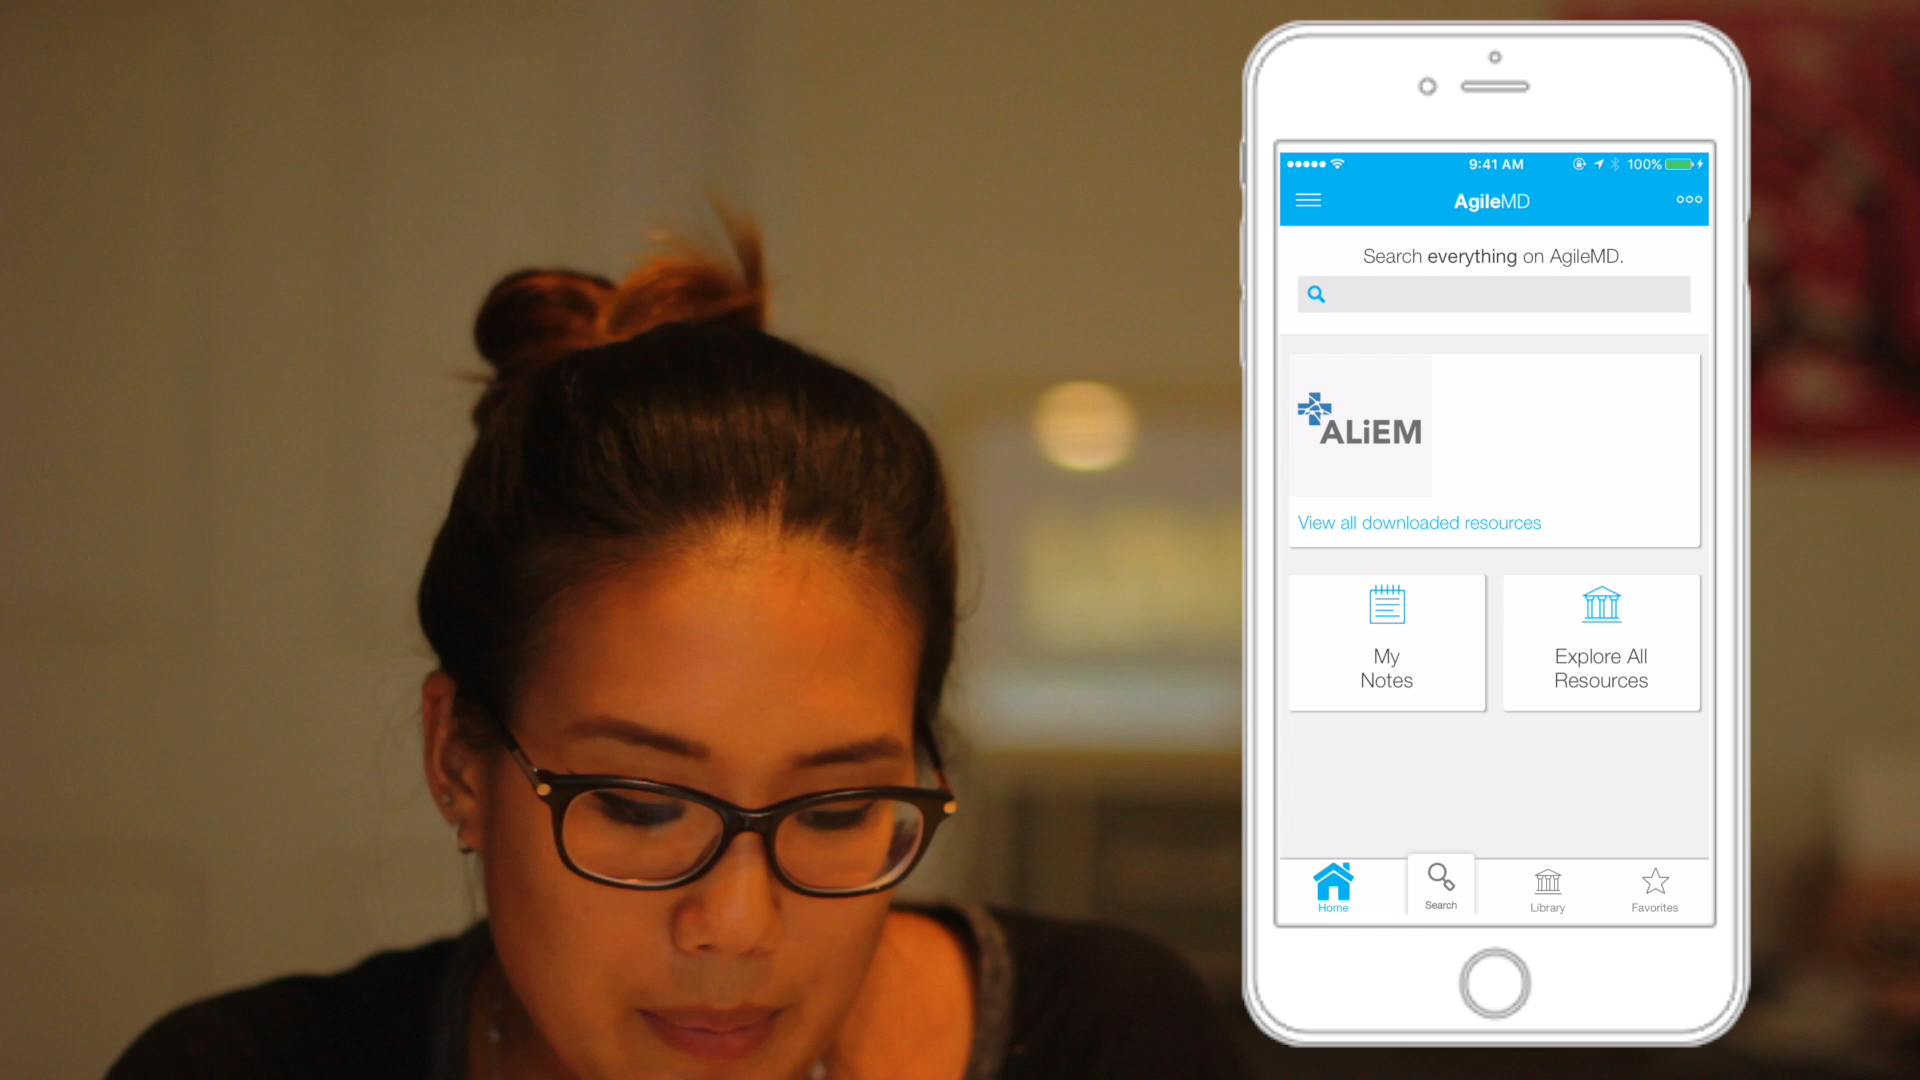 9:41 AM
100%
AgileMD
Search everything on AgileMD.
ALiEM
View all downloaded resources
My
Notes
Explore All
Resources
Home
Search
Library
Favorites